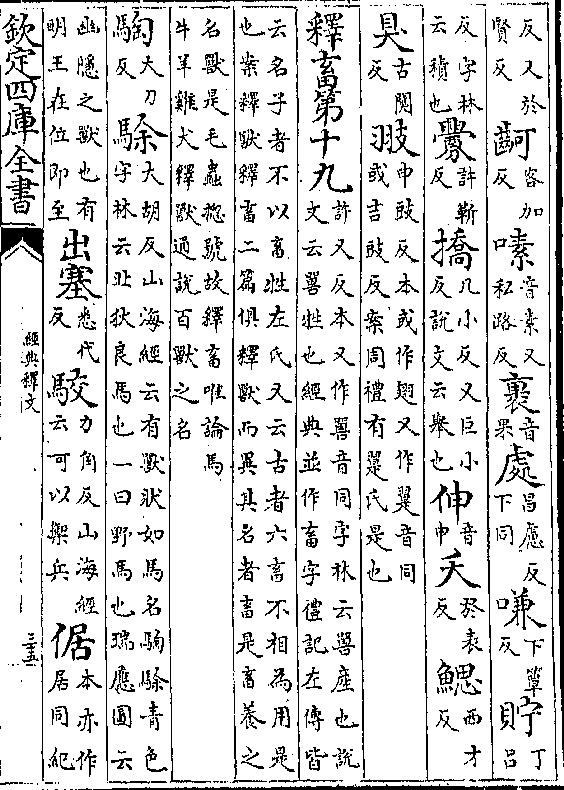 反又於賢反齖客加反嗉音素又私路反裹音果處昌應反下同嗛下簟反貯丁呂
反字林云積也釁許靳反撟几小反又巨小反說文云舉也伸音申夭於表反鰓西才反
狊古闃反翄申豉反本或作翅又作翼音同或吉豉反案周禮有翨氏是也
釋畜第十九許又反本又作嘼音同字林云嘼產也說文云嘼牲也經典並作畜字禮記左傳皆
云名子者不以畜牲左氏又云古者六畜不相為用是也案釋獸釋畜二篇俱釋獸而異其名者畜是畜養之
名獸是毛蟲揔號故釋畜唯論馬牛羊雞犬釋獸通說百獸之名
騊大刀反駼大胡反山海經云有獸狀如馬名騊駼青色字林云北狄良馬也一曰野馬也瑞應圖云
幽隱之獸也有明王在位即至出塞悉代反駮力角反山海經云可以禦兵倨本亦作居同紀
欽定四庫全書
經典釋文
三五